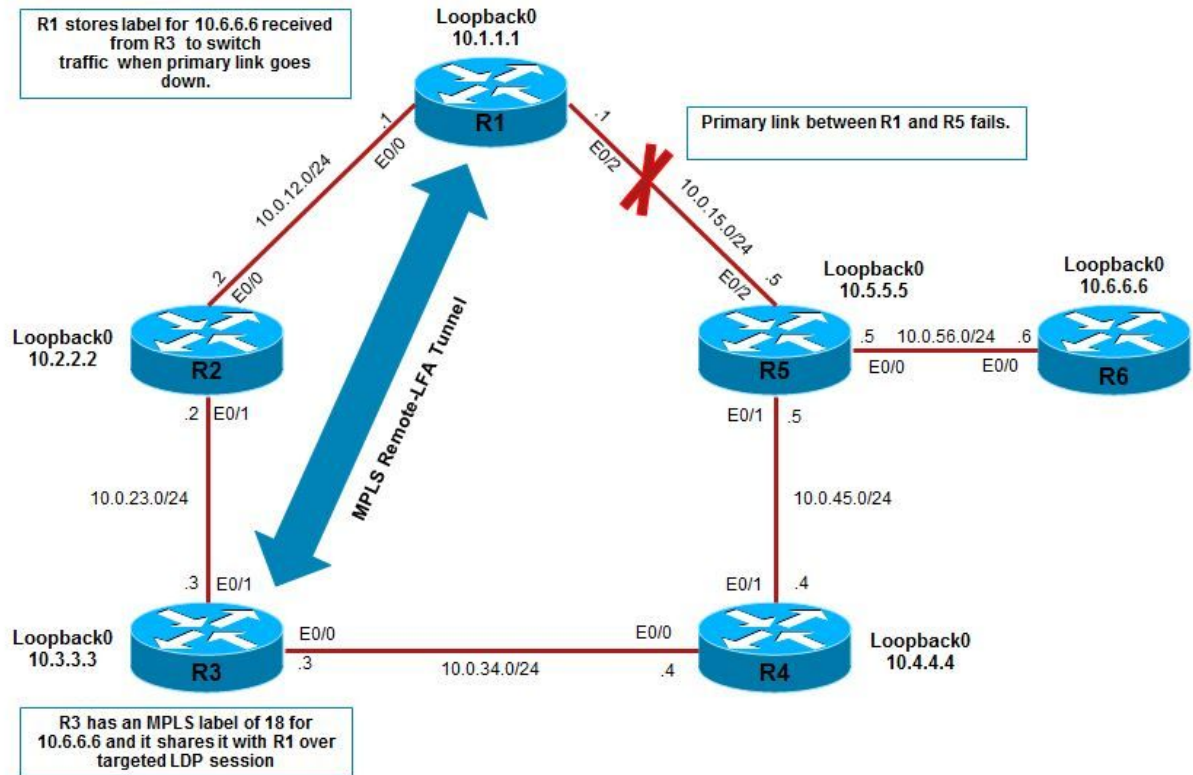 R1 stores label for 10.6.6.6 received
from R3 to switch
traffic when primary link goes
down.
Loopback0
10.1.1.1
R1
Primary link between R1 and R5 fails.
.1
E0/0
.1
E0/2
10.0.12.0/24
10.0.15.0/24
.2
E0/0
.5
E0/2
Loopback0
10.2.2.2
R2
MPLS Remote-LFA Tunnel
Loopback0
10.5.5.5
R5
.5
10.0.56.0/24
.6
E0/0
E0/0
Loopback0
10.6.6.6
R6
.2
E0/1
E0/1
.5
10.0.23.0/24
10.0.45.0/24
.3
E0/1
E0/1
.4
Loopback0
10.3.3.3
R3
E0/0
.3
10.0.34.0/24
E0/0
.4
R4
Loopback0
10.4.4.4
R3 has an MPLS label of 18 for
10.6.6.6 and it shares it with R1 over
targeted LDP session